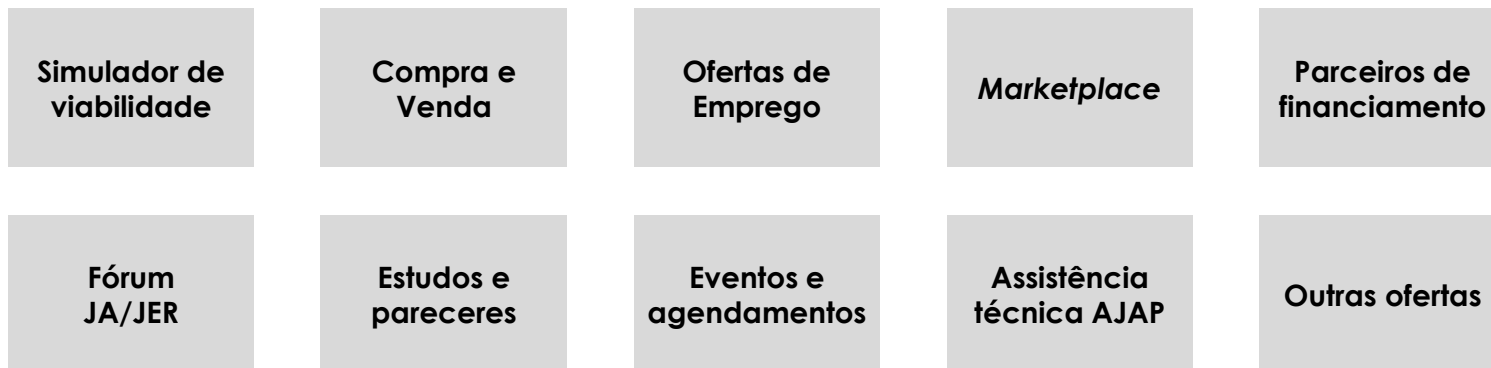 Simulador de
viabilidade
Compra e
Venda
Ofertas de
Emprego
Marketplace
Parceiros de
financiamento
Fórum
JA/JER
Estudos e
pareceres
Eventos e
agendamentos
Assistência
técnica AJAP
Outras ofertas